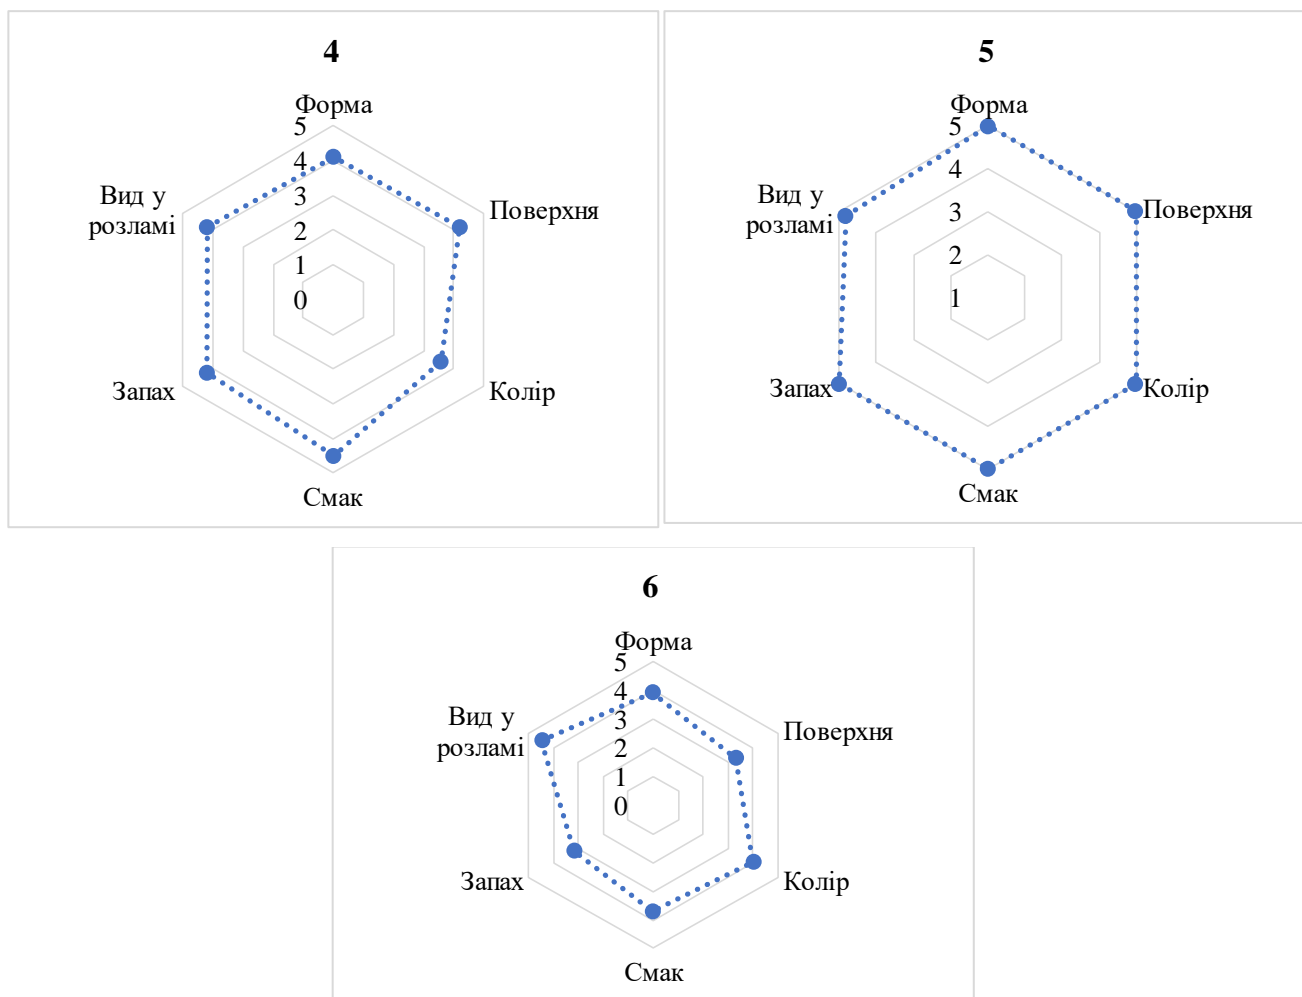 4
Форма
5
4
3
2
1
0
Вид у
розламі
Поверхня
Запах
Колір
Смак
5
Форма
5
4
3
2
1
Вид у
розламі
Поверхня
Запах
Колір
Смак
6
Форма
5
4
3
2
1
0
Вид у
розламі
Поверхня
Запах
Колір
Смак